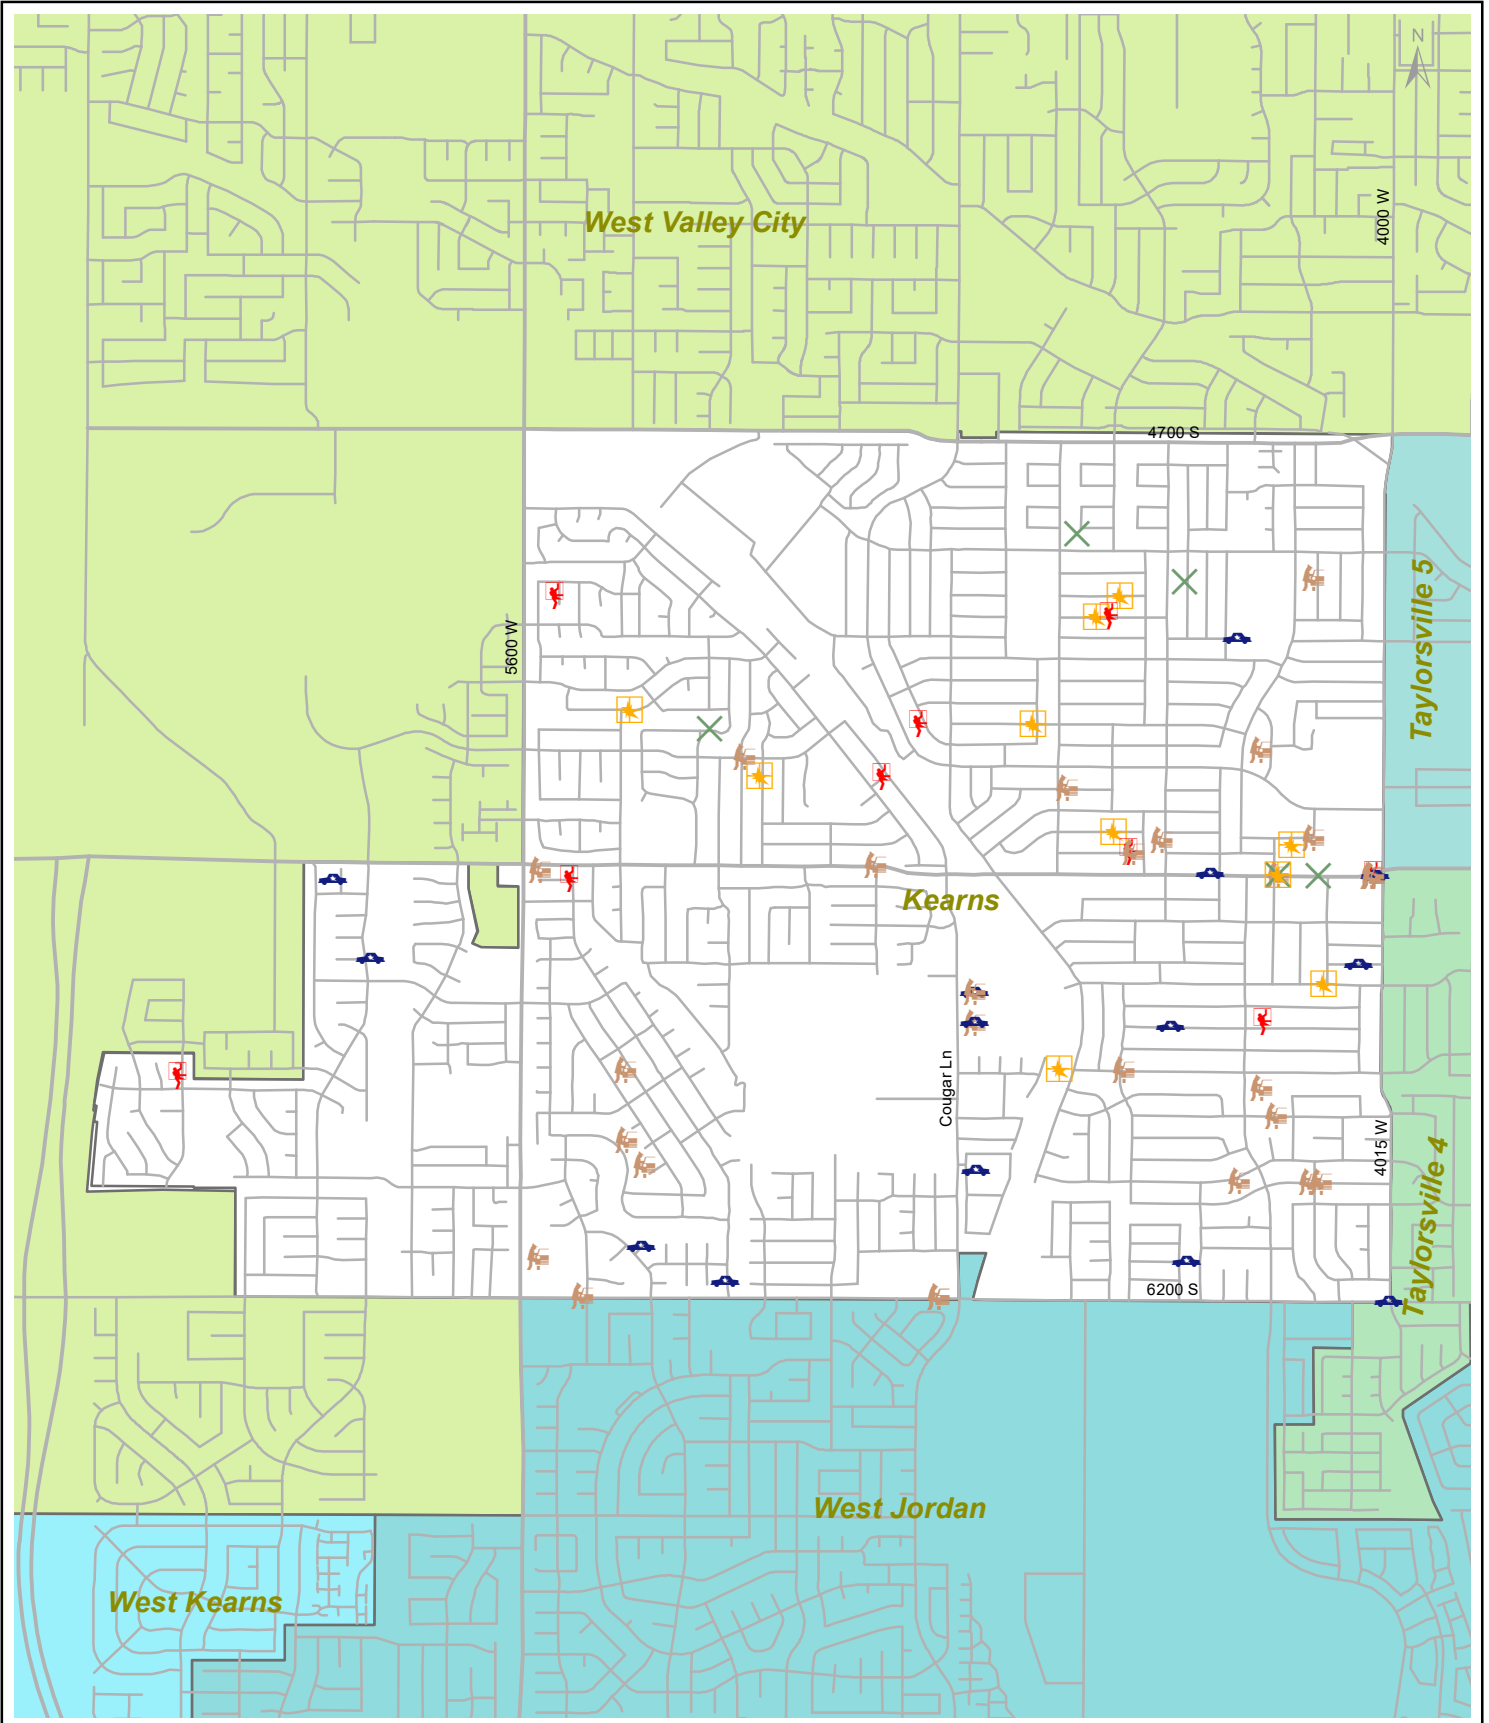 N
West Valley City
4000 W
4700 S
Taylorsville 5
5600 W
Kearns
Cougar Ln
4015 W
Taylorsville 4
6200 S
West Jordan
West Kearns